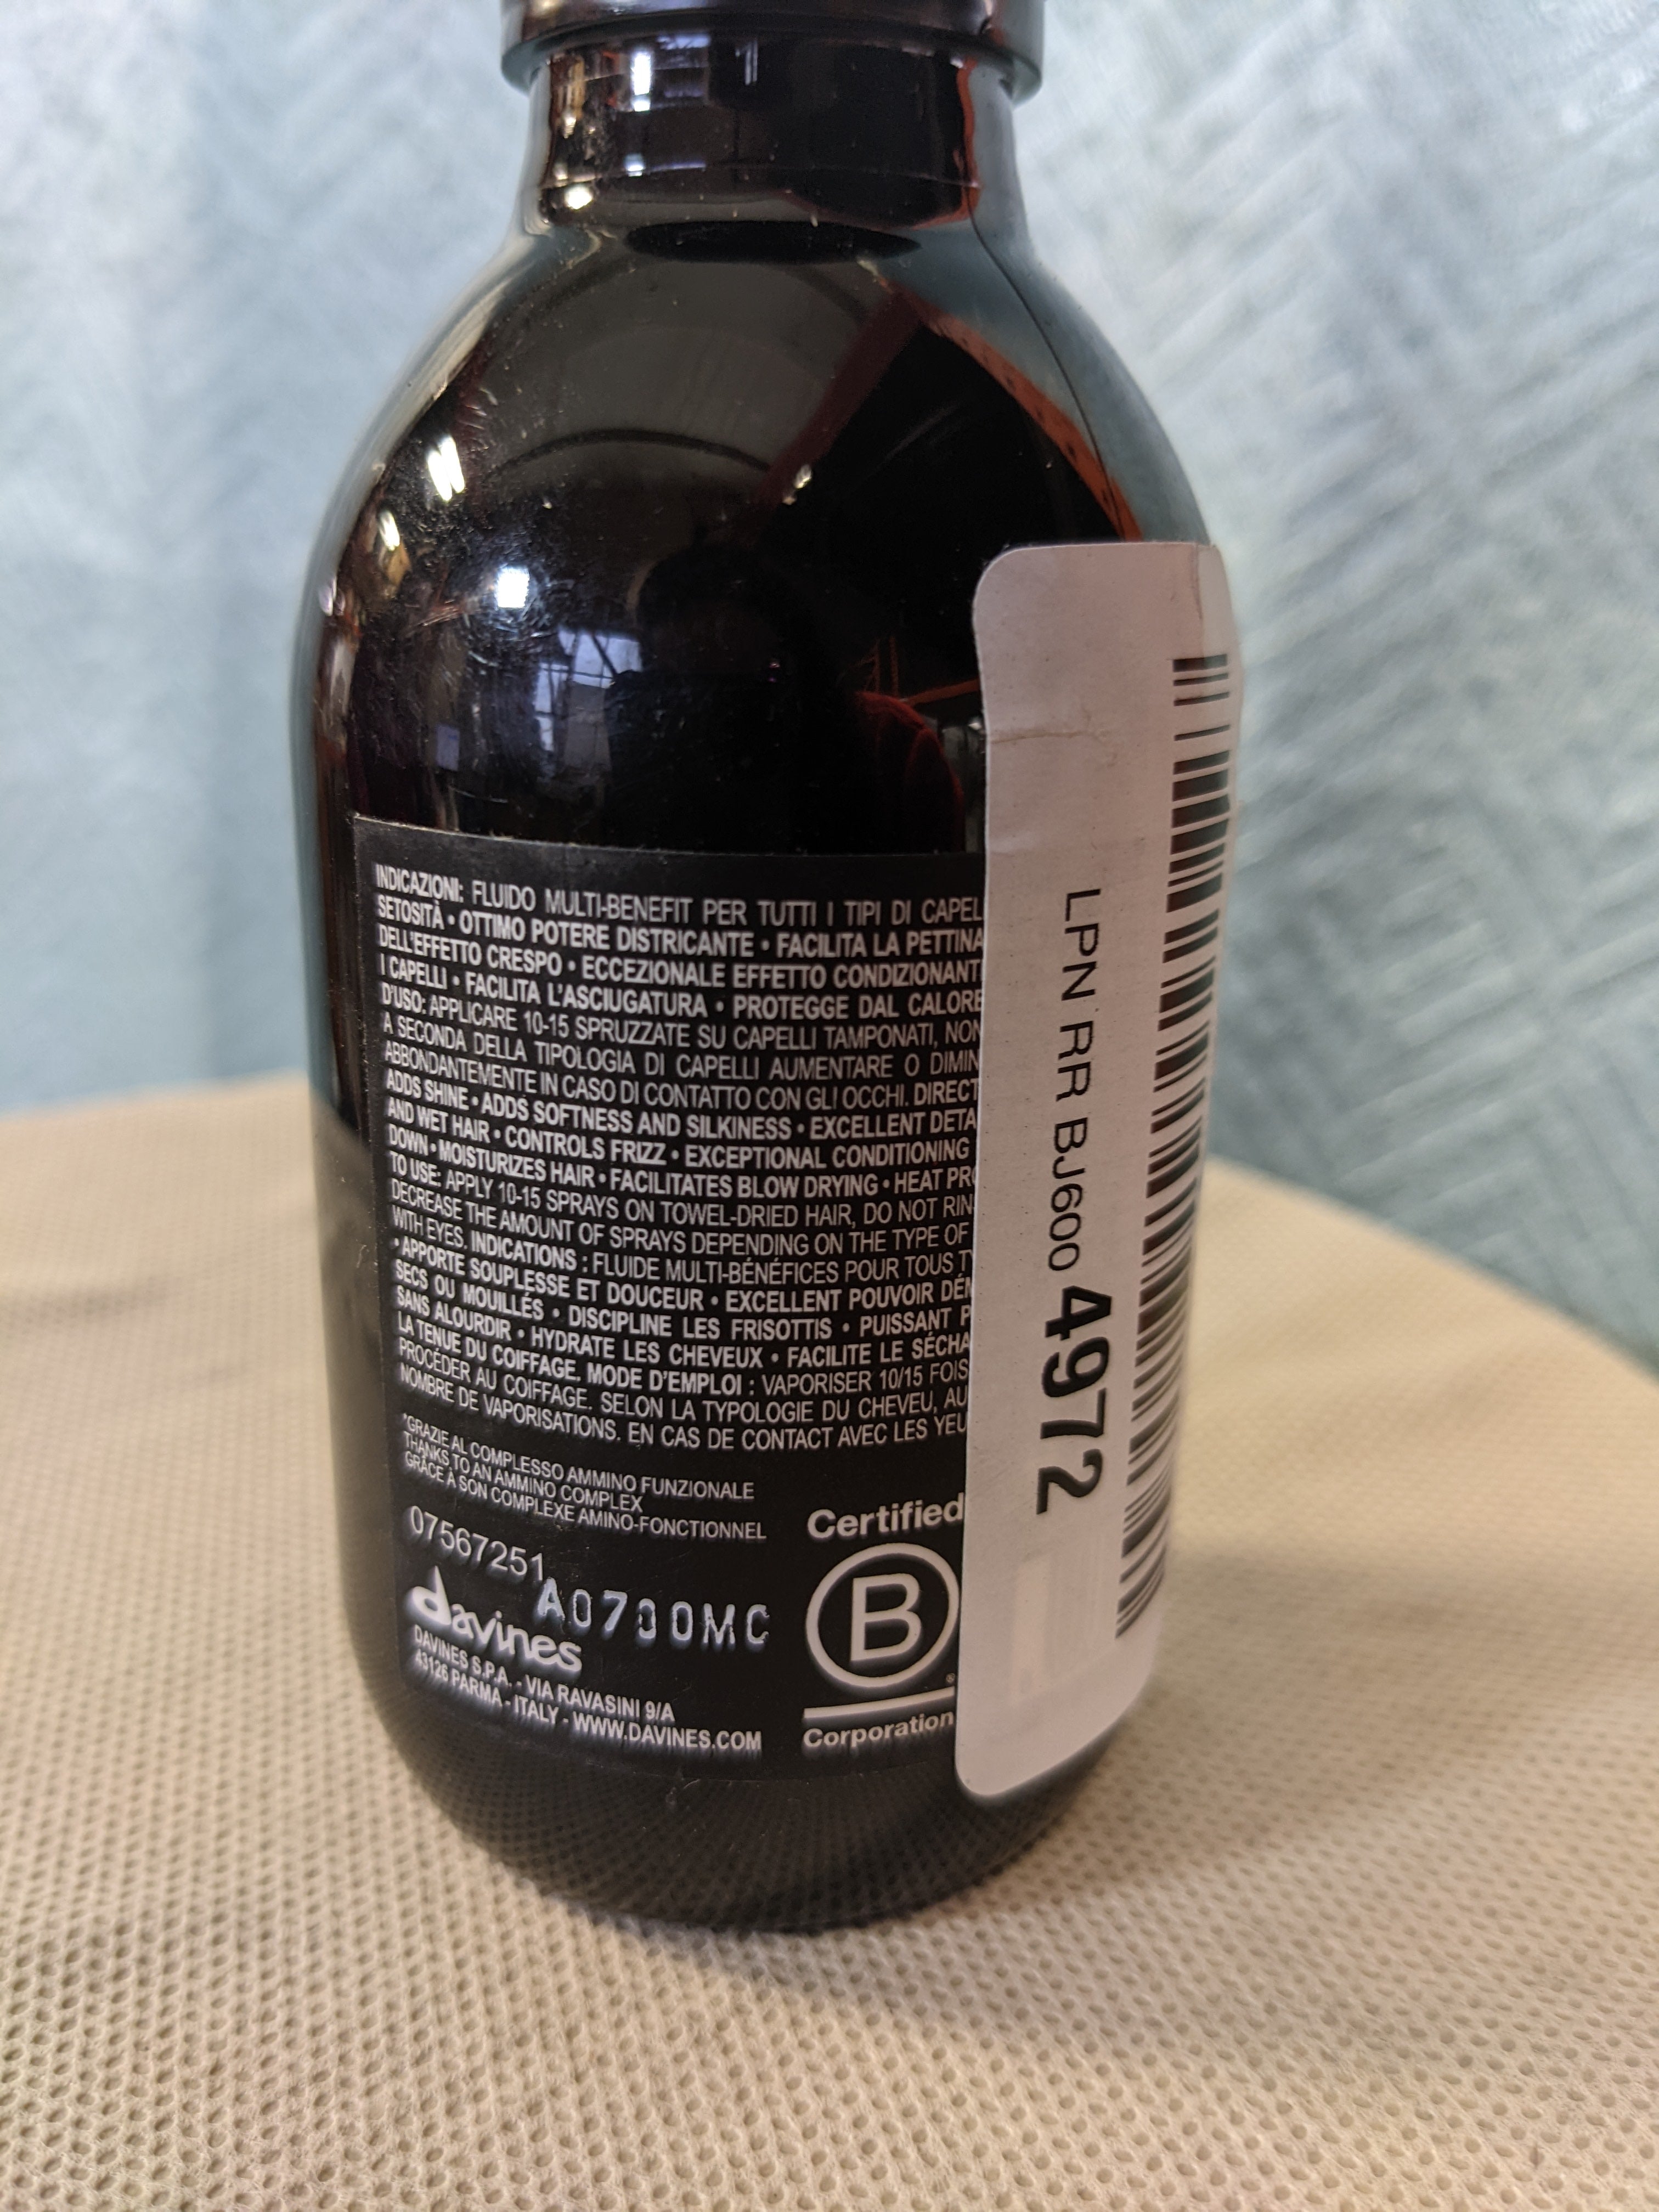 INDICAZIONI: FLUIDO MULTI-BENEFIT PER TUTTI I TIPI DI CAPEL
SETOSITÀ • OTTIMO POTERE DISTRICANTE • FACILITA LA PETTINA
DELL'EFFETTO CRESPO • ECCEZIONALE EFFETTO CONDIZIONANT
I CAPELLI • FACILITA L'ASCIUGATURA • PROTEGGE DAL CALORE
D'USO: APPLICARE 10-15 SPRUZZATE SU CAPELLI TAMPONATI, NON
A SECONDA DELLA TIPOLOGIA DI CAPELLI AUMENTARE O DIMIN
ABBONDANTEMENTE IN CASO DI CONTATTO CON GLI OCCHI. DIRECT
ADDS SHINE • ADDS SOFTNESS AND SILKINESS • EXCELLENT DETA
AND WET HAIR • CONTROLS FRIZZ • EXCEPTIONAL CONDITIONING
DOWN • MOISTURIZES HAIR • FACILITATES BLOW DRYING • HEAT PRO
TO USE: APPLY 10-15 SPRAYS ON TOWEL-DRIED HAIR, DO NOT RIN
DECREASE THE AMOUNT OF SPRAYS DEPENDING ON THE TYPE OF
WITH EYES. INDICATIONS : FLUIDE MULTI-BÉNÉFICES POUR TOUS TY
• APPORTE SOUPLESSE ET DOUCEUR • EXCELLENT POUVOIR DÉM
SECS OU MOUILLÉS • DISCIPLINE LES FRISOTTIS • PUISSANT P
SANS ALOURDIR • HYDRATE LES CHEVEUX • FACILITE LE SÉCHA
LA TENUE DU COIFFAGE. MODE D'EMPLOI : VAPORISER 10/15 FOIS
PROCÉDER AU COIFFAGE. SELON LA TYPOLOGIE DU CHEVEU, AU
NOMBRE DE VAPORISATIONS. EN CAS DE CONTACT AVEC LES YEU
*GRAZIE AL COMPLESSO AMMINO FUNZIONALE
THANKS TO AN AMMINO COMPLEX
GRÂCE À SON COMPLEXE AMINO-FONCTIONNEL
07567251
A0700MC
davines
DAVINES S.P.A. - VIA RAVASINI 9/A
43126 PARMA - ITALY - WWW.DAVINES.COM
Certified
B
®
Corporation
LPN RR BJ600 4972